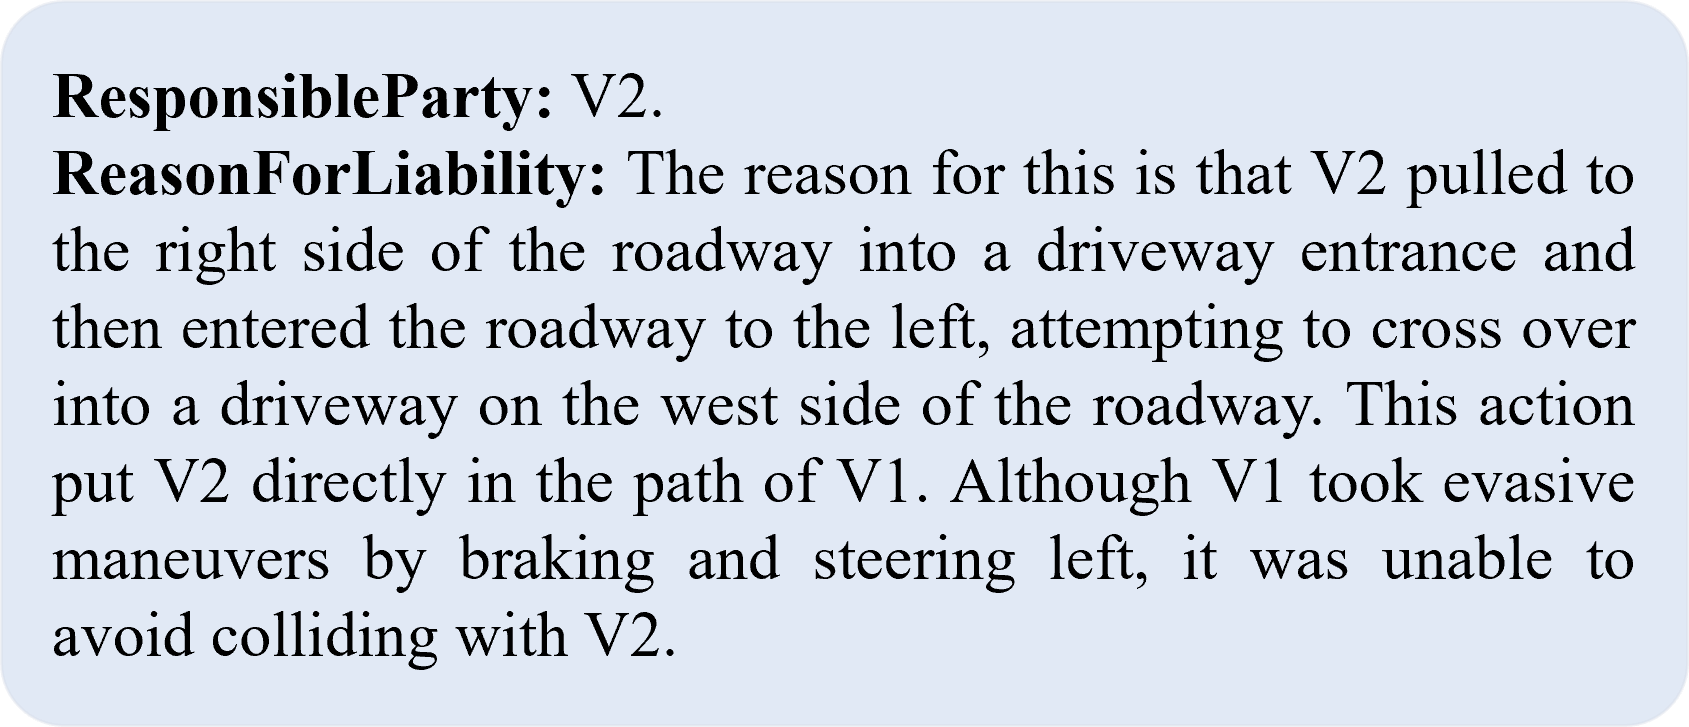 ResponsibleParty: V2.
ReasonForLiability: The reason for this is that V2 pulled to
the right side of the roadway into a driveway entrance and
then entered the roadway to the left, attempting to cross over
into a driveway on the west side of the roadway. This action
put V2 directly in the path of V1. Although V1 took evasive
maneuvers by braking and steering left, it was unable to
avoid colliding with V2.